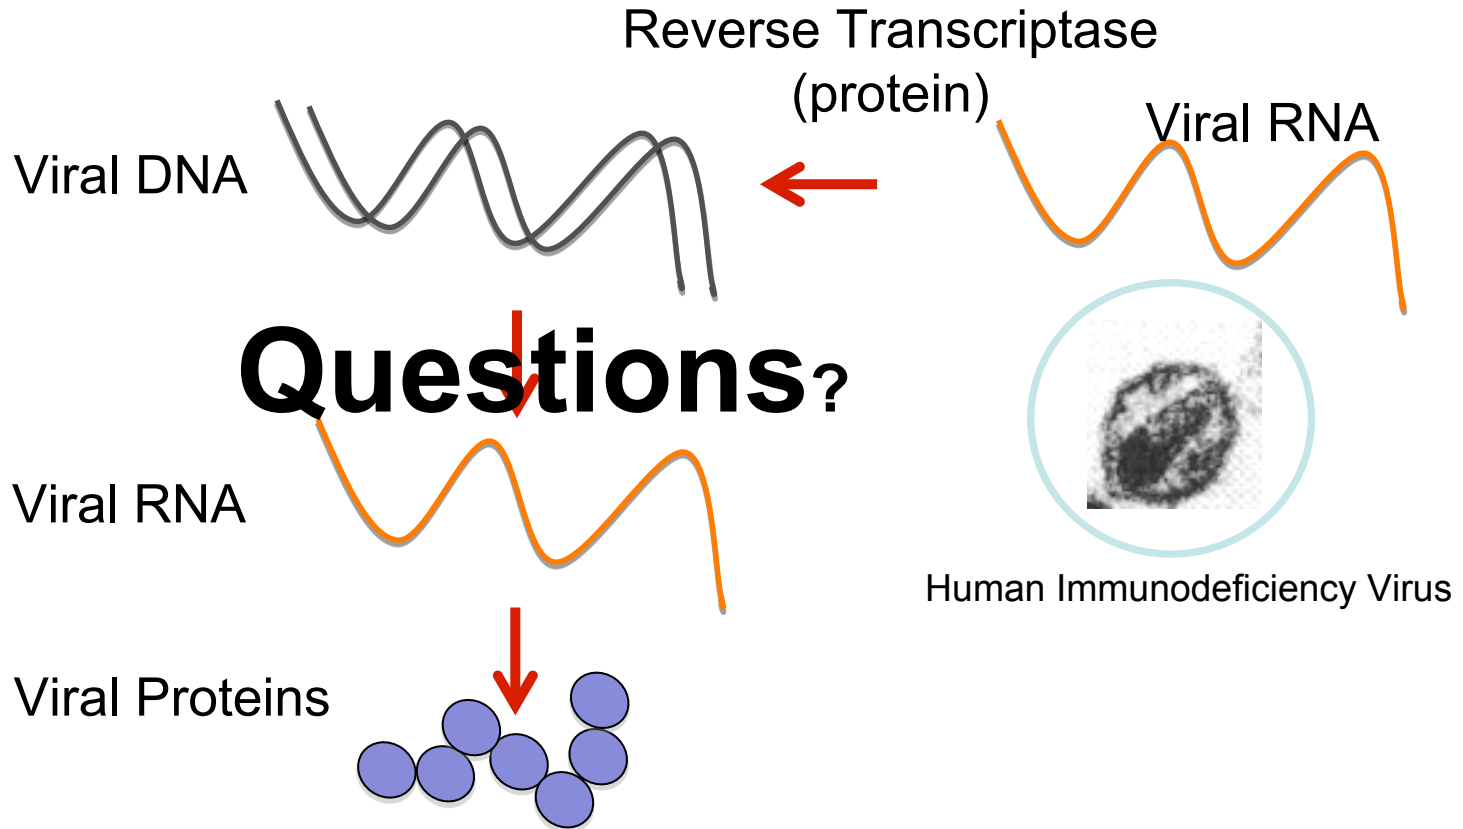 Reverse Transcriptase
(protein)
Viral RNA
Viral DNA
Questions?
Viral RNA
Human Immunodeficiency Virus
Viral Proteins